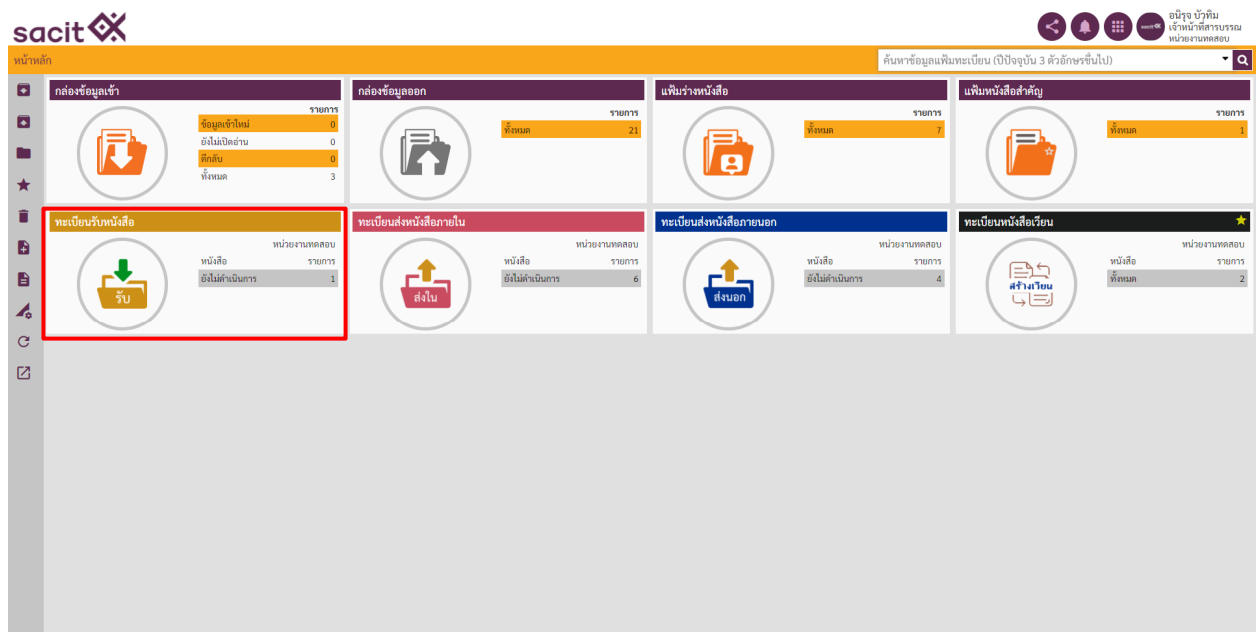 sacit
อนิรุจ บัวทิม
เจ้าหน้าที่สารบรรณ
หน่วยงานทดสอบ
หน้าหลัก
ค้นหาข้อมูลแฟ้มทะเบียน (ปีปัจจุบัน 3 ตัวอักษรขึ้นไป)
กล่องข้อมูลเข้า
รายการ
ข้อมูลเข้าใหม่ 0
ยังไม่เปิดอ่าน 0
ตีกลับ 0
ทั้งหมด 3
กล่องข้อมูลออก
รายการ
ทั้งหมด 21
แฟ้มร่างหนังสือ
รายการ
ทั้งหมด 7
แฟ้มหนังสือสำคัญ
รายการ
ทั้งหมด 1
ทะเบียนรับหนังสือ
หน่วยงานทดสอบ
หนังสือ รายการ
ยังไม่ดำเนินการ 1
รับ
ทะเบียนส่งหนังสือภายใน
หน่วยงานทดสอบ
หนังสือ รายการ
ยังไม่ดำเนินการ 6
ส่งใน
ทะเบียนส่งหนังสือภายนอก
หน่วยงานทดสอบ
หนังสือ รายการ
ยังไม่ดำเนินการ 4
ส่งนอก
ทะเบียนหนังสือเวียน
หน่วยงานทดสอบ
หนังสือ รายการ
ทั้งหมด 2
สร้างเวียน